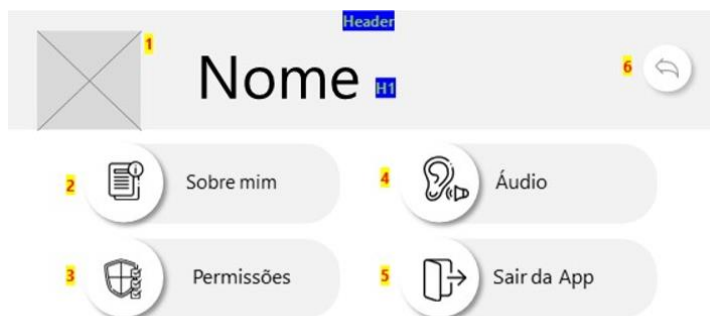 Header
1
Nome H1
6
2 Sobre mim
4 Áudio
3 Permissões
5 Sair da App